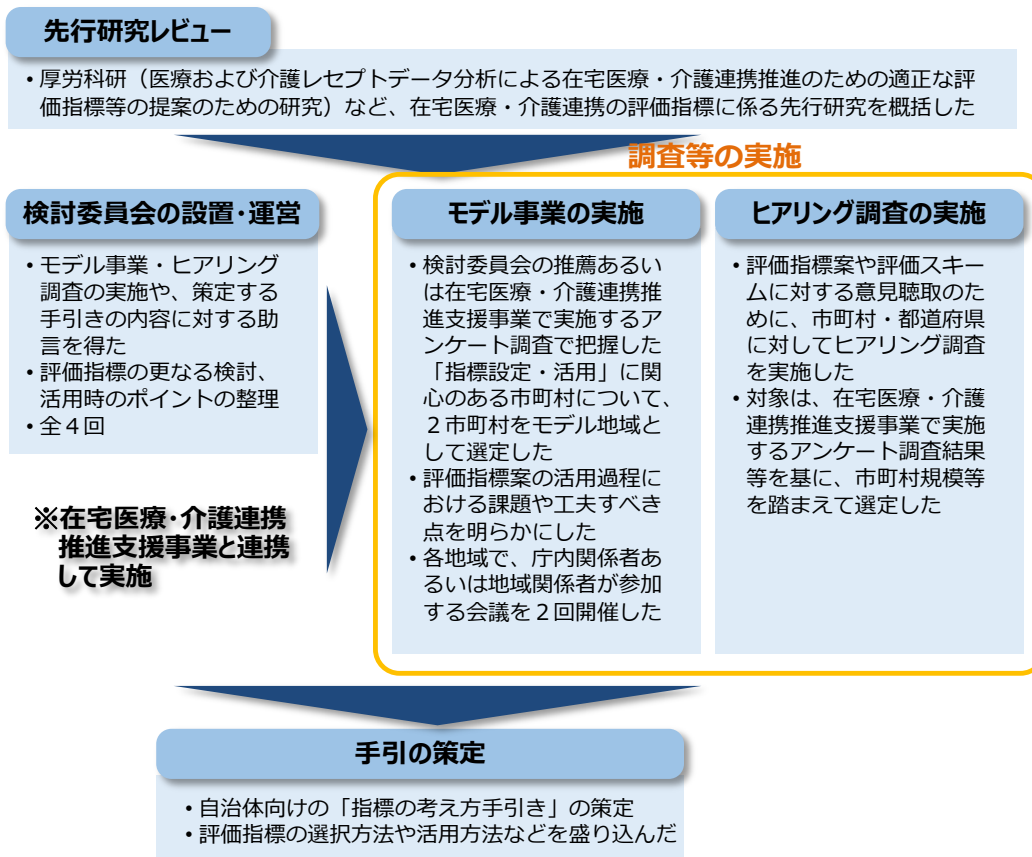 先行研究レビュー
・厚労科研（医療および介護レセプトデータ分析による在宅医療・介護連携推進のための適正な評
価指標等の提案のための研究）など、在宅医療・介護連携の評価指標に係る先行研究を概括した
調査等の実施
検討委員会の設置・運営
・モデル事業・ヒアリング
調査の実施や、策定する
手引きの内容に対する助
言を得た
・評価指標の更なる検討、
活用時のポイントの整理
・全４回
※在宅医療・介護連携
推進支援事業と連携
して実施
モデル事業の実施
・検討委員会の推薦あるい
は在宅医療・介護連携推
進支援事業で実施するア
ンケート調査で把握した
「指標設定・活用」に関
心のある市町村について、
２市町村をモデル地域と
して選定した
・評価指標案の活用過程に
おける課題や工夫すべき
点を明らかにした
・各地域で、庁内関係者あ
るいは地域関係者が参加
する会議を２回開催した
ヒアリング調査の実施
・評価指標案や評価スキー
ムに対する意見聴取のた
めに、市町村・都道府県
に対してヒアリング調査
を実施した
・対象は、在宅医療・介護
連携推進支援事業で実施
するアンケート調査結果
等を基に、市町村規模等
を踏まえて選定した
手引の策定
・自治体向けの「指標の考え方手引き」の策定
・評価指標の選択方法や活用方法などを盛り込んだ